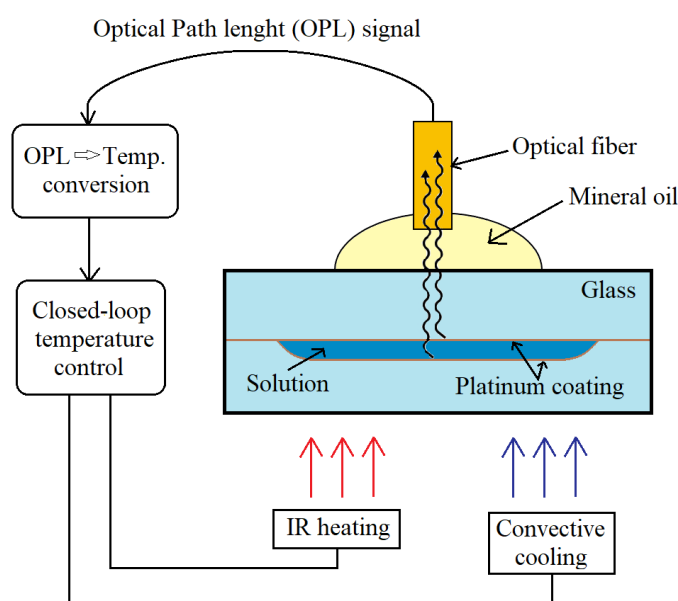 Optical Path lenght (OPL) signal
OPL ⇨ Temp.
conversion
Optical fiber
Mineral oil
Closed-loop
temperature
control
Glass
Solution
Platinum coating
IR heating
Convective
cooling